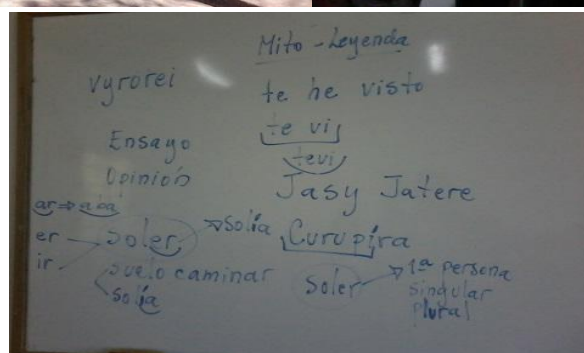 Mito - Leyenda
vyrorei
te he visto
te vi
tevi
Ensayo
Opinión
Jasy Jatere
ar ⇒ aba
er
ir
soler
solía
Curupíra
suelo caminar
solía
soler
1ª persona
singular
plural